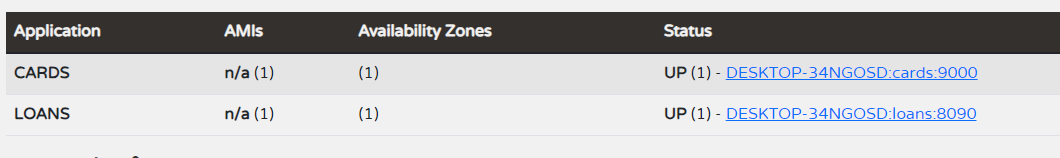 Application AMIs Availability Zones Status
CARDS n/a (1) (1) UP (1) - DESKTOP-34NGOSD:cards:9000
LOANS n/a (1) (1) UP (1) - DESKTOP-34NGOSD:loans:8090